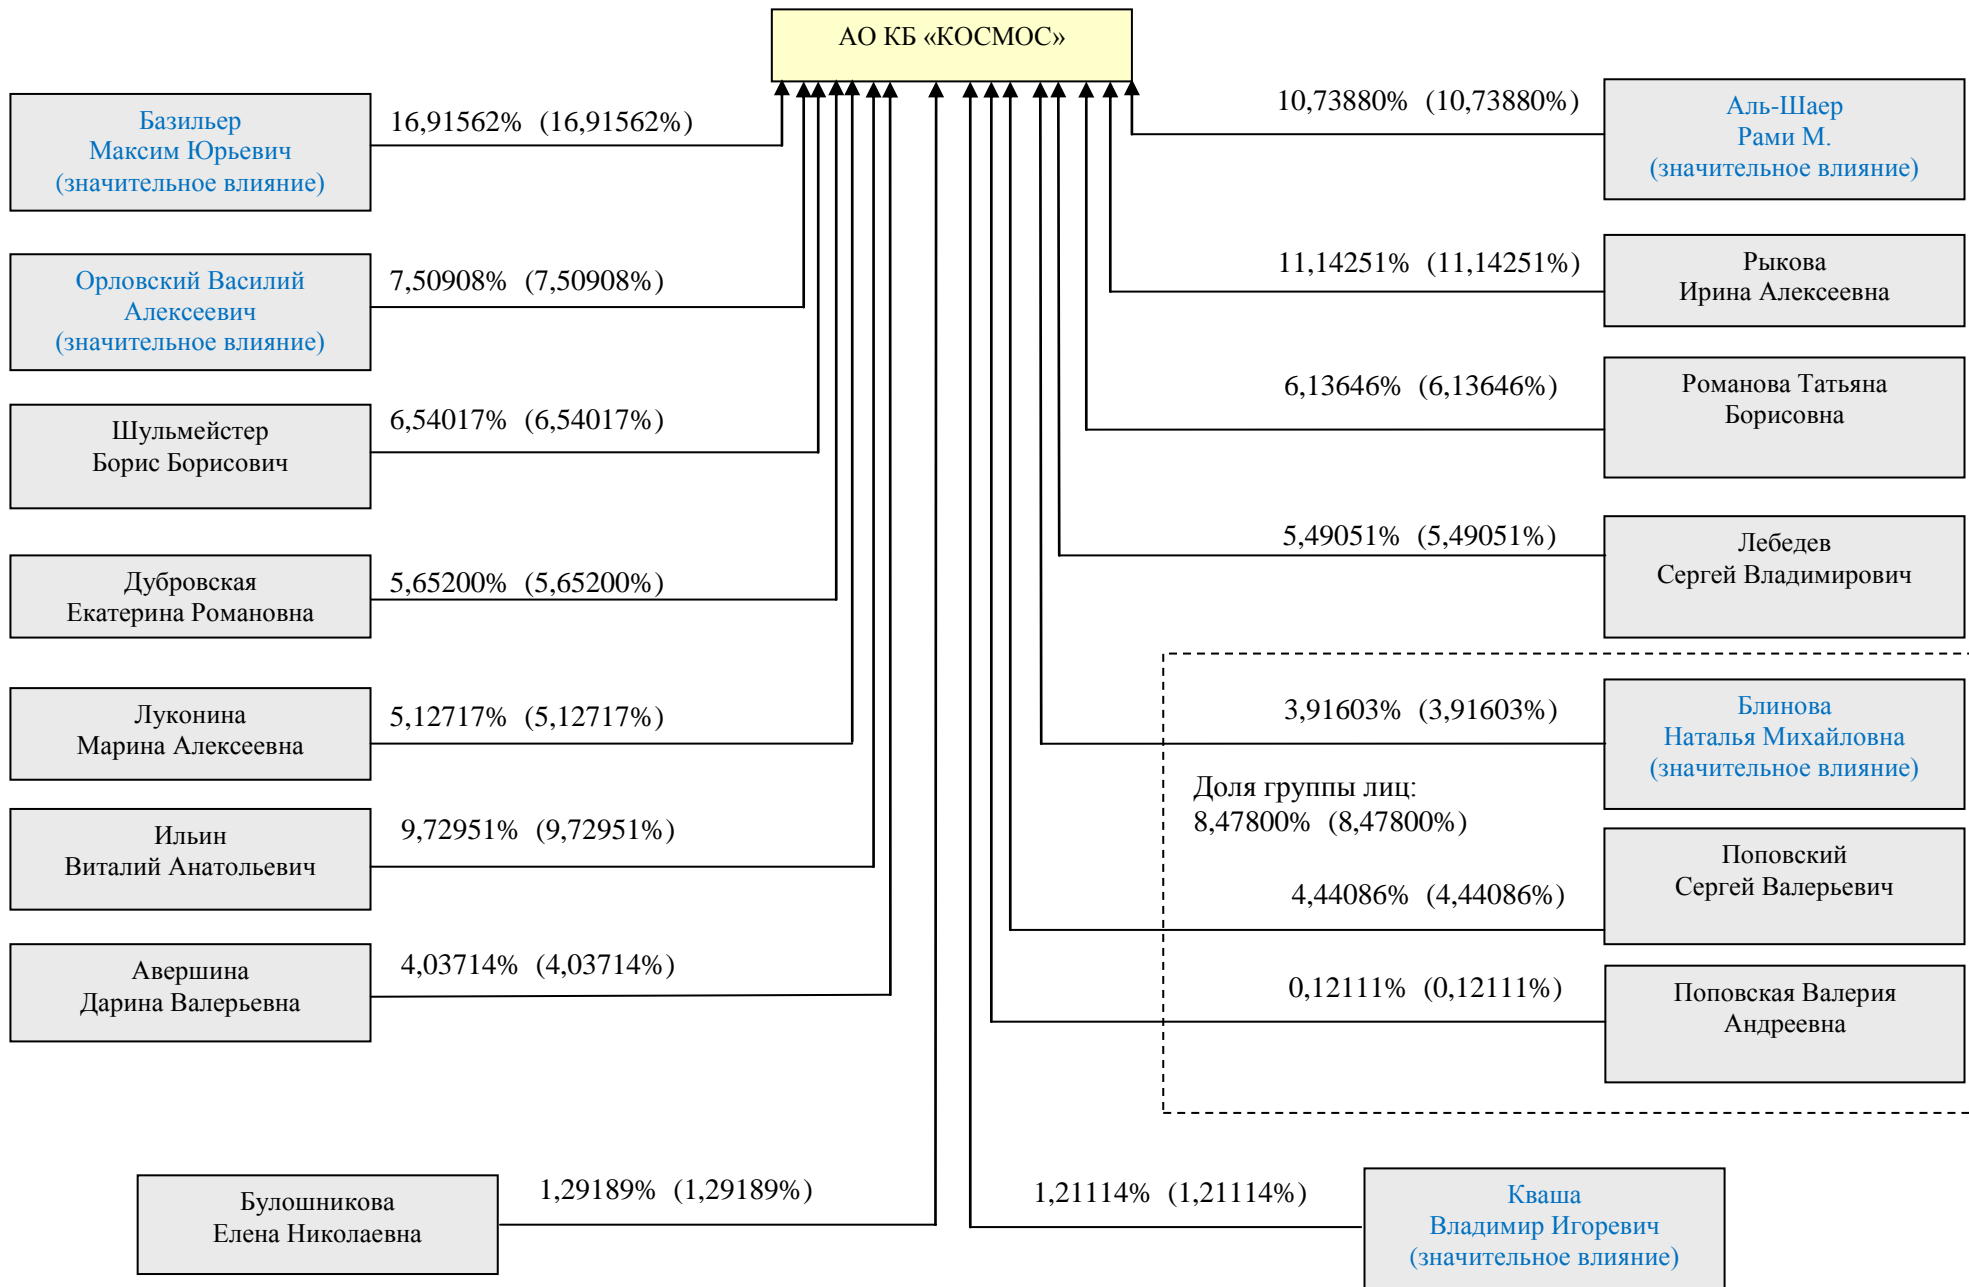 АО КБ «КОСМОС»
Базильер
Максим Юрьевич
(значительное влияние)
16,91562% (16,91562%)
10,73880% (10,73880%)
Аль-Шаер
Рами М.
(значительное влияние)
Орловский Василий
Алексеевич
(значительное влияние)
7,50908% (7,50908%)
11,14251% (11,14251%)
Рыкова
Ирина Алексеевна
Шульмейстер
Борис Борисович
6,54017% (6,54017%)
6,13646% (6,13646%)
Романова Татьяна
Борисовна
Дубровская
Екатерина Романовна
5,65200% (5,65200%)
5,49051% (5,49051%)
Лебедев
Сергей Владимирович
Луконина
Марина Алексеевна
5,12717% (5,12717%)
3,91603% (3,91603%)
Блинова
Наталья Михайловна
(значительное влияние)
Доля группы лиц:
8,47800% (8,47800%)
Ильин
Виталий Анатольевич
9,72951% (9,72951%)
4,44086% (4,44086%)
Поповский
Сергей Валерьевич
Авершина
Дарина Валерьевна
4,03714% (4,03714%)
0,12111% (0,12111%)
Поповская Валерия
Андреевна
Булошникова
Елена Николаевна
1,29189% (1,29189%)
1,21114% (1,21114%)
Кваша
Владимир Игоревич
(значительное влияние)